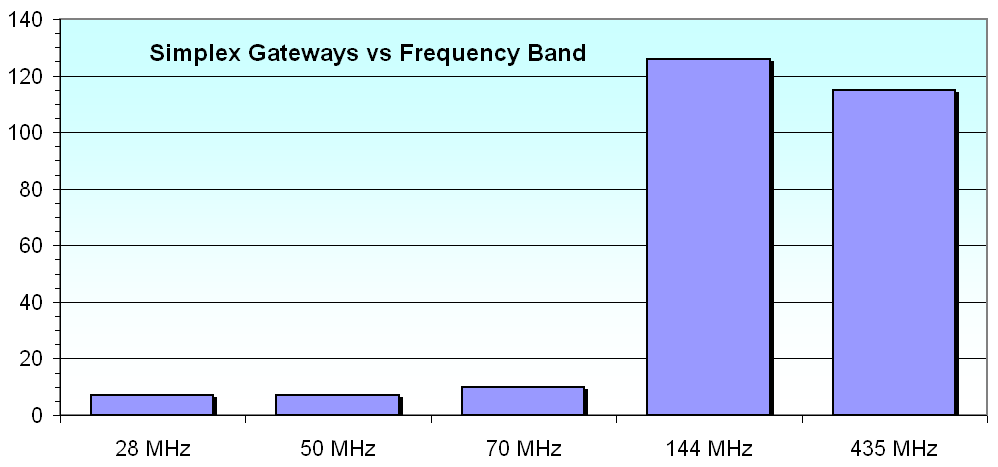 Simplex Gateways vs Frequency Band
140
120
100
80
60
40
20
0
28 MHz
50 MHz
70 MHz
144 MHz
435 MHz